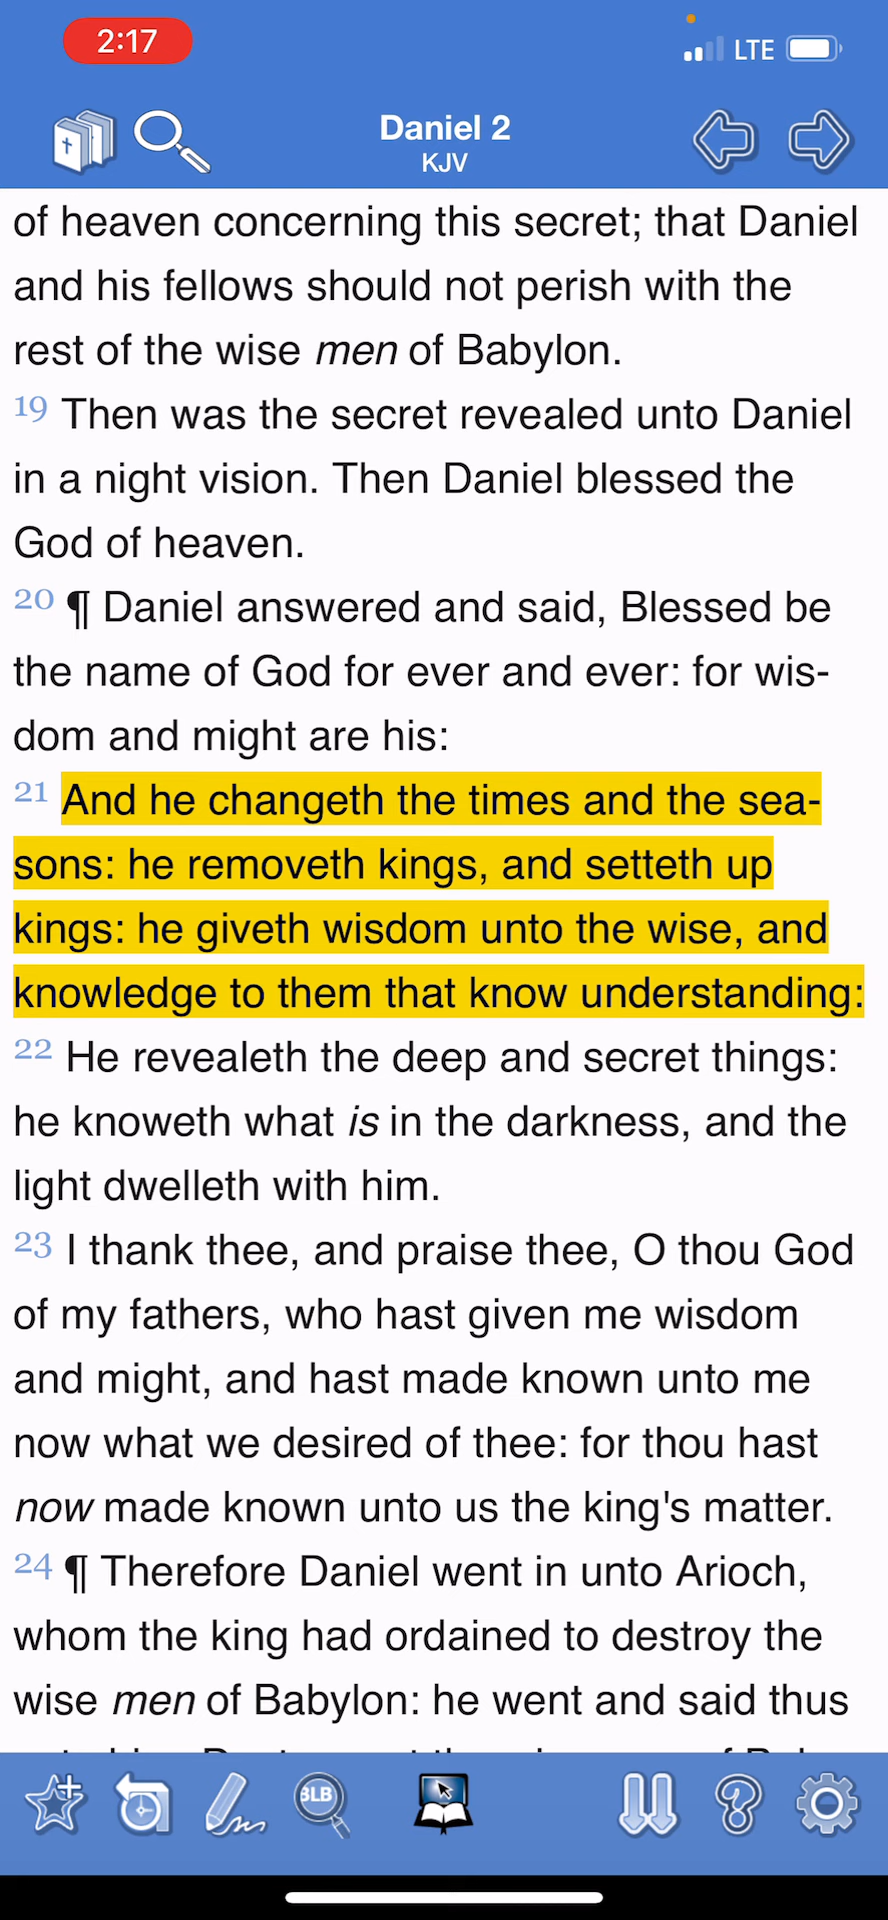 2:17
LTE
Daniel 2
KJV
of heaven concerning this secret; that Daniel
and his fellows should not perish with the
rest of the wise men of Babylon.
19 Then was the secret revealed unto Daniel
in a night vision. Then Daniel blessed the
God of heaven.
20 ¶ Daniel answered and said, Blessed be
the name of God for ever and ever: for wis-
dom and might are his:
21 And he changeth the times and the sea-
sons: he removeth kings, and setteth up
kings: he giveth wisdom unto the wise, and
knowledge to them that know understanding:
22 He revealeth the deep and secret things:
he knoweth what is in the darkness, and the
light dwelleth with him.
23 I thank thee, and praise thee, O thou God
of my fathers, who hast given me wisdom
and might, and hast made known unto me
now what we desired of thee: for thou hast
now made known unto us the king's matter.
24 ¶ Therefore Daniel went in unto Arioch,
whom the king had ordained to destroy the
wise men of Babylon: he went and said thus
BLB